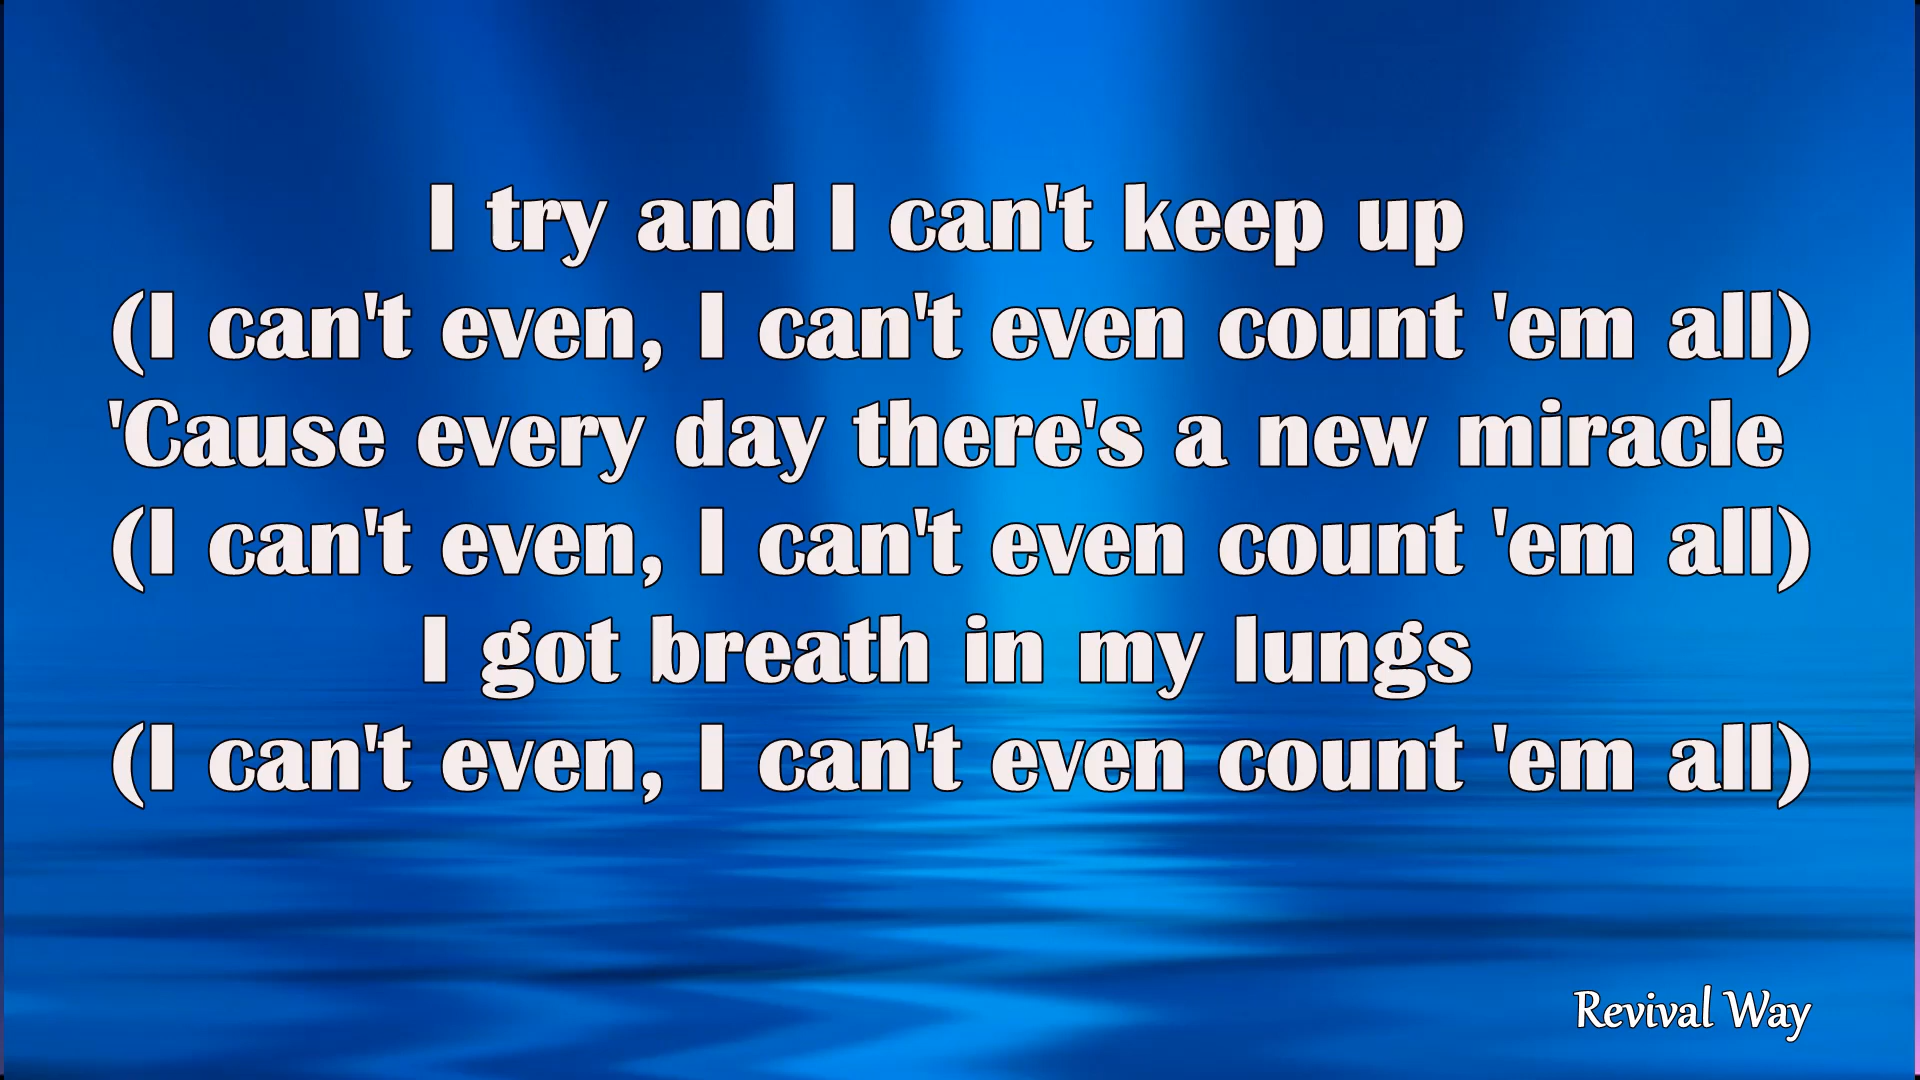 I try and I can't keep up
(I can't even, I can't even count 'em all)
'Cause every day there's a new miracle
(I can't even, I can't even count 'em all)
I got breath in my lungs
(I can't even, I can't even count 'em all)
Revival Way